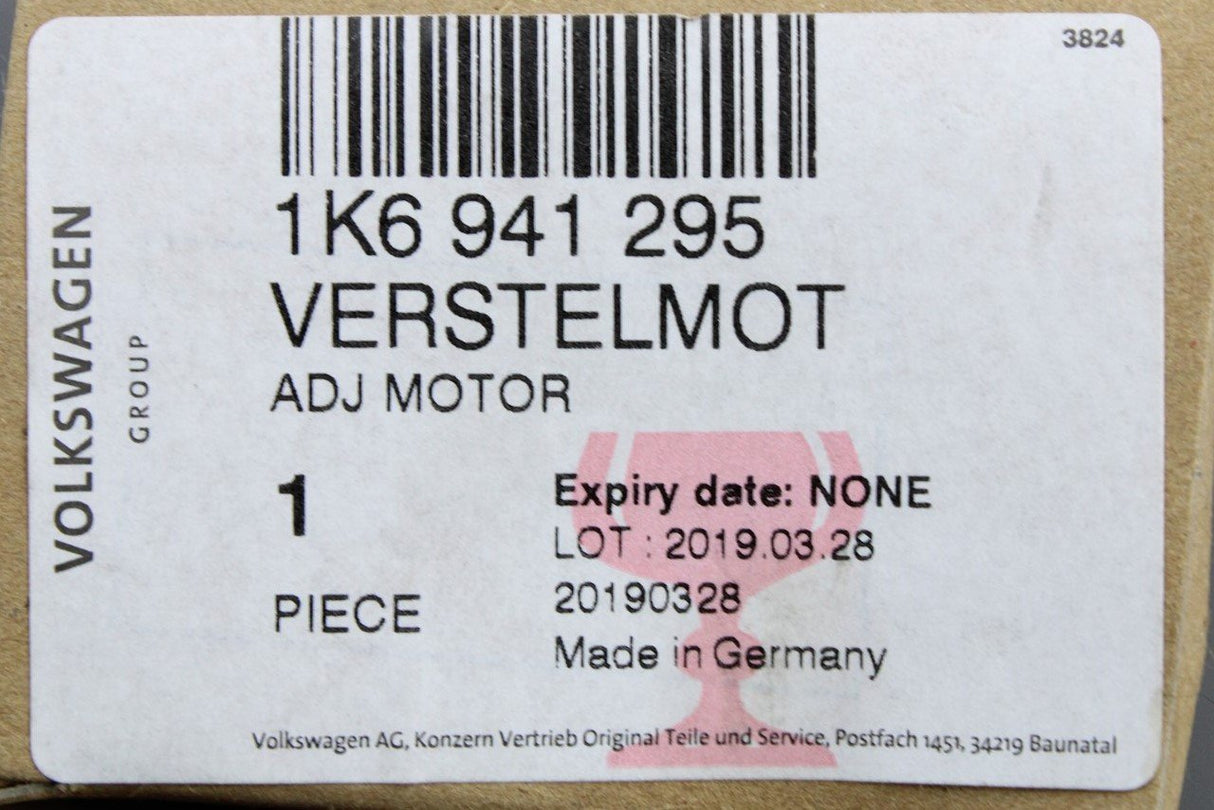 3824
1K6 941 295
VERSTELMOT
ADJ MOTOR
VOLKSWAGEN
GROUP
1
PIECE
Expiry date: NONE
LOT : 2019.03.28
20190328
Made in Germany
Volkswagen AG, Konzern Vertrieb Original Teile und Service, Postfach 1451, 34219 Baunatal